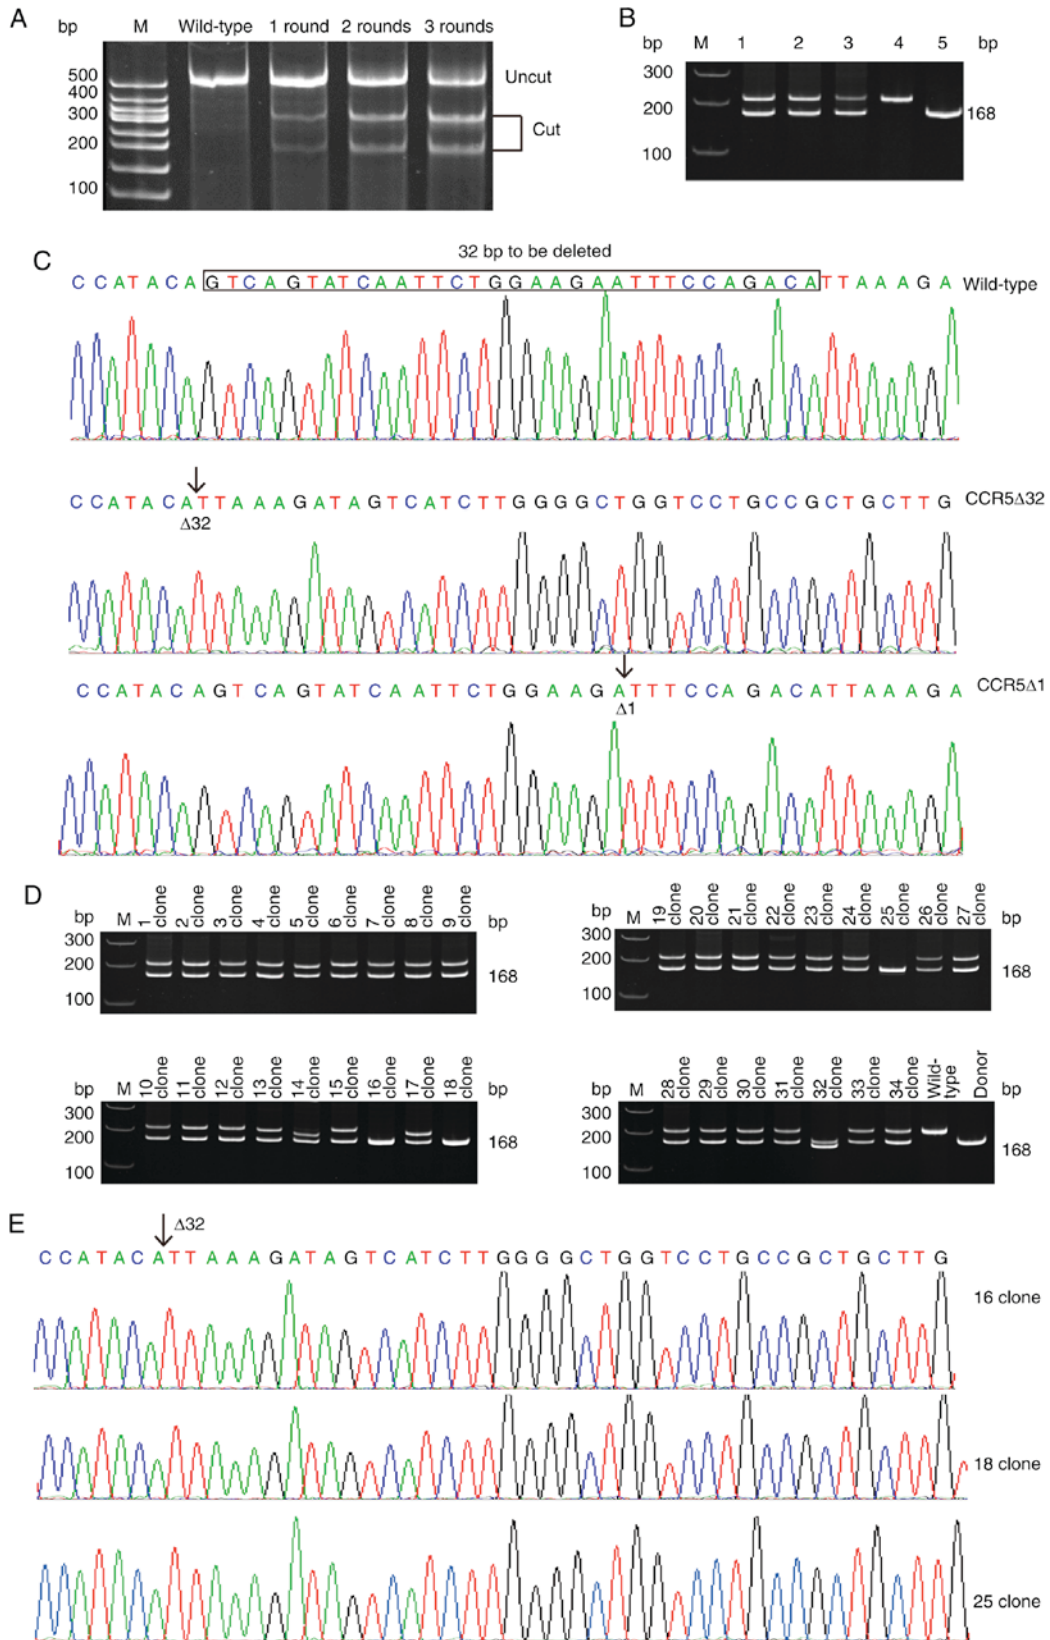 A
bp M Wild-type 1 round 2 rounds 3 rounds
500
400
300
200
100
Uncut
Cut
B
bp M 1 2 3 4 5 bp
300
200
100
168
C
32 bp to be deleted
CCATACAGTCAGTATCAATTCTGGAAGAATTTCCAGACATTAAAGA Wild-type
CCATACATTAAAGATAGTCATCTTGGGGCTGGTCCTGCCGCTGCTTG CCR5Δ32
Δ32
CCATACAGTCAGTATCAATTCTGGAAGATTTCCAGACATTAAAGA CCR5Δ1
Δ1
D
bp M 1 clone 2 clone 3 clone 4 clone 5 clone 6 clone 7 clone 8 clone 9 clone bp
300
200
100
168
bp M 19 clone 20 clone 21 clone 22 clone 23 clone 24 clone 25 clone 26 clone 27 clone bp
300
200
100
168
bp M 10 clone 11 clone 12 clone 13 clone 14 clone 15 clone 16 clone 17 clone 18 clone bp
300
200
100
168
bp M 28 clone 29 clone 30 clone 31 clone 32 clone 33 clone 34 clone Wild-type Donor bp
300
200
100
168
E
Δ32
CCATACATTAAAGATAGTCATCTTGGGGCTGGTCCTGCCGCTGCTTG
16 clone
18 clone
25 clone